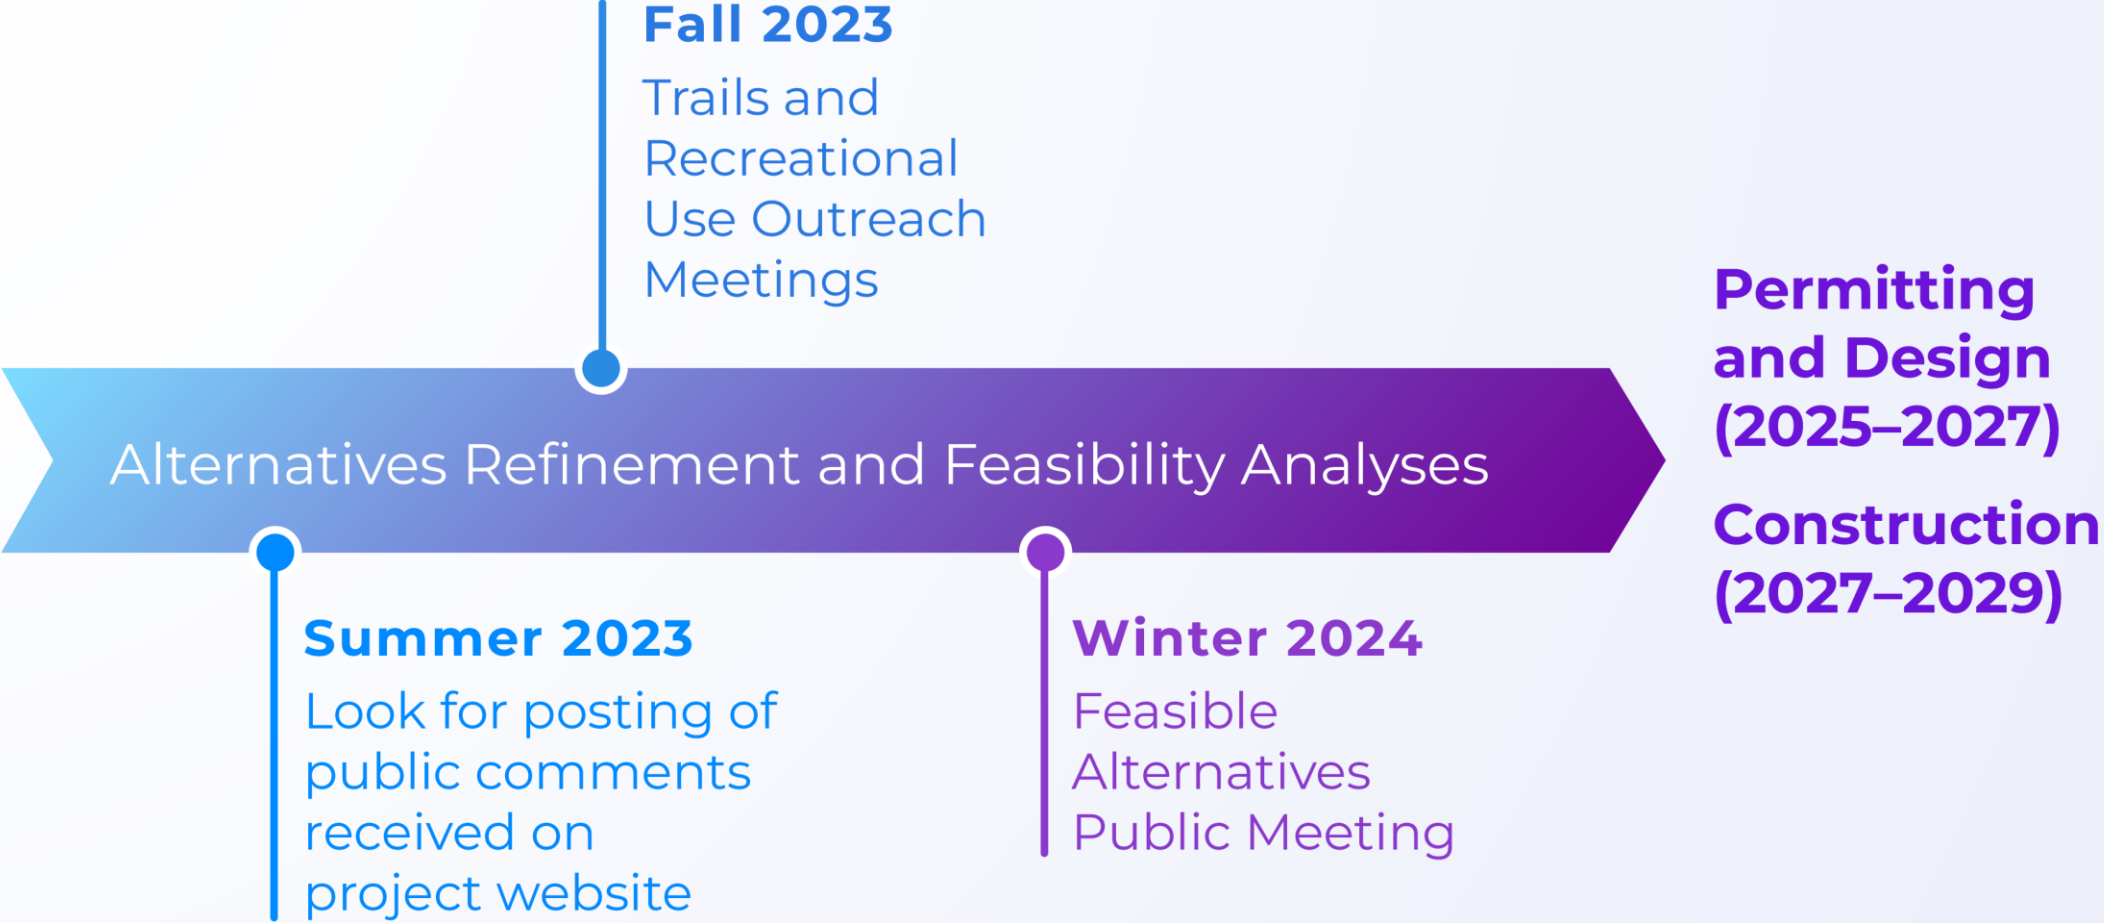 Fall 2023
Trails and
Recreational
Use Outreach
Meetings
Alternatives Refinement and Feasibility Analyses
Summer 2023
Look for posting of
public comments
received on
project website
Winter 2024
Feasible
Alternatives
Public Meeting
Permitting
and Design
(2025–2027)
Construction
(2027–2029)